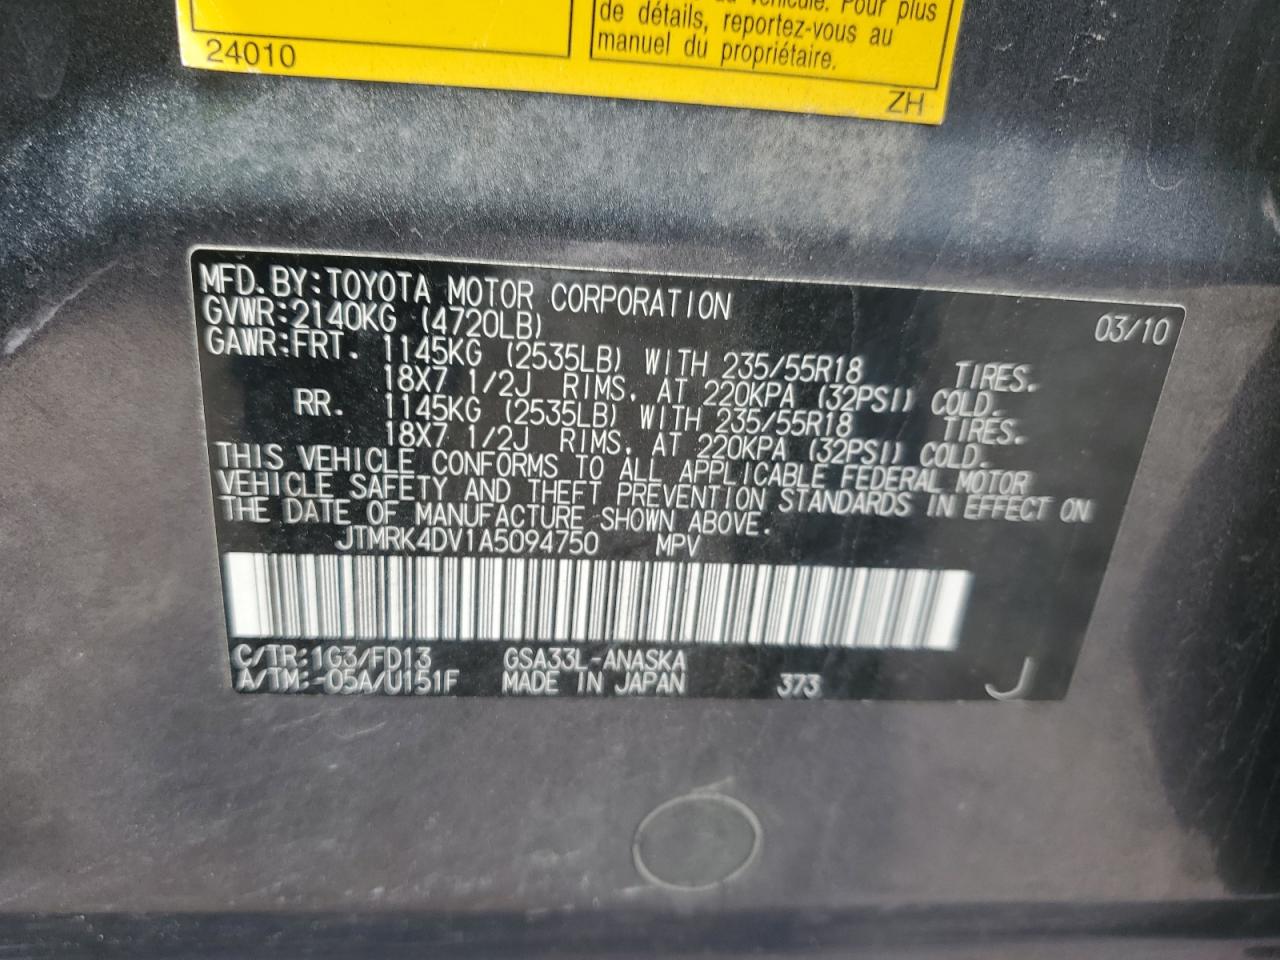 du véhicule. Pour plus
de détails, reportez-vous au
manuel du propriétaire.
24010
ZH
MFD. BY: TOYOTA MOTOR CORPORATION 03/10
GVWR: 2140KG (4720LB)
GAWR: FRT. 1145KG (2535LB) WITH 235/55R18 TIRES.
18X7 1/2J RIMS. AT 220KPA (32PSI) COLD.
RR. 1145KG (2535LB) WITH 235/55R18 TIRES.
18X7 1/2J RIMS. AT 220KPA (32PSI) COLD.
THIS VEHICLE CONFORMS TO ALL APPLICABLE FEDERAL MOTOR
VEHICLE SAFETY AND THEFT PREVENTION STANDARDS IN EFFECT ON
THE DATE OF MANUFACTURE SHOWN ABOVE.
JTMRK4DV1A5094750 MPV
C/TR: 1G3/FD13 GSA33L-ANASKA
A/TM: -05A/U151F MADE IN JAPAN 373 J